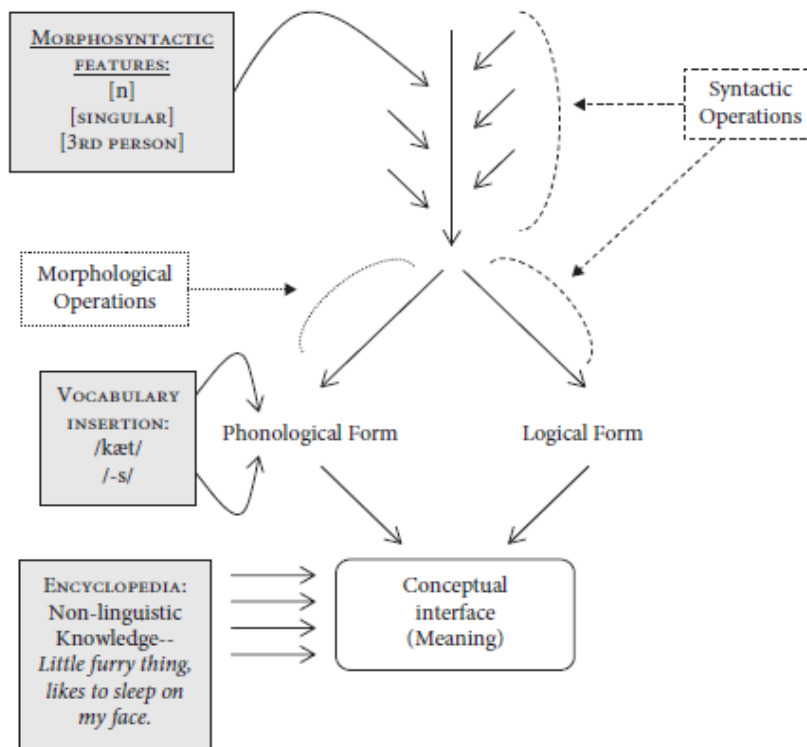 MORPHOSYNTACTIC
FEATURES:
[n]
[SINGULAR]
[3RD PERSON]
Syntactic
Operations
Morphological
Operations
VOCABULARY
INSERTION:
/kæt/
/-s/
Phonological Form
Logical Form
ENCYCLOPEDIA:
Non-linguistic
Knowledge--
Little furry thing,
likes to sleep on
my face.
Conceptual
interface
(Meaning)